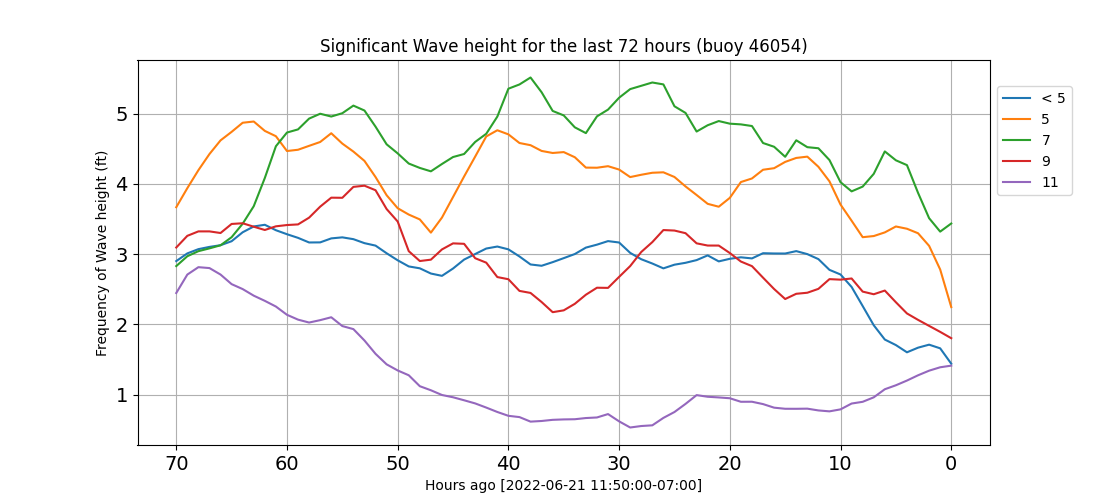 Significant Wave height for the last 72 hours (buoy 46054)
Frequency of Wave height (ft)
5
4
3
2
1
70 60 50 40 30 20 10 0
Hours ago [2022-06-21 11:50:00-07:00]
< 5
5
7
9
11